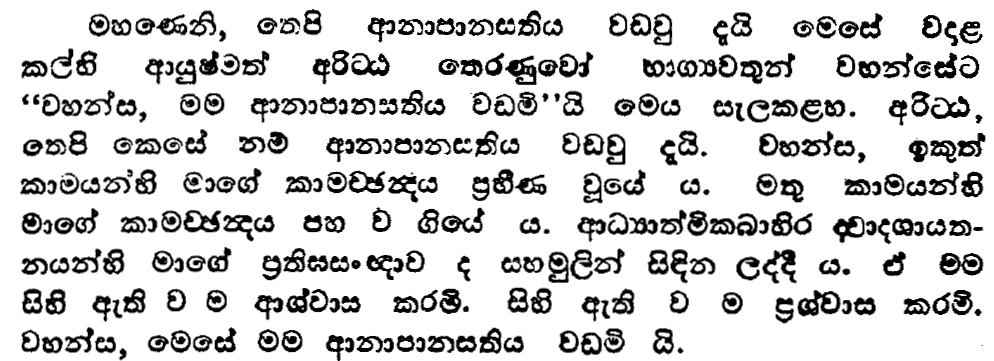 මහණෙනි, තෙපි ආනාපානසතිය වඩවු දැයි මෙසේ වදාළ
කල්හි ආයුෂ්මත් අරිට්ඨ තෙරණුවෝ භාග්‍යවතුන් වහන්සේට
“වහන්ස, මම ආනාපානසතිය වඩමි”යි මෙය සැලකළහ. අරිට්ඨ,
තෙපි කෙසේ නම් ආනාපානසතිය වඩවු දැයි. වහන්ස, ඉකුත්
කාමයන්හි මාගේ කාමච්ඡන්‍දය ප්‍රහීණ වූයේ ය. මතු කාමයන්හි
මාගේ කාමච්ඡන්‍දය පහ ව ගියේ ය. ආධ්‍යාත්මිකබාහිර ද්‍වාදශායත-
නයන්හි මාගේ ප්‍රතිඝසංඥාව ද සහමුලින් සිඳින ලද්දී ය. ඒ මම
සිහි ඇති ව ම ආශ්වාස කරමි. සිහි ඇති ව ම ප්‍රශ්වාස කරමි.
වහන්ස, මෙසේ මම ආනාපානසතිය වඩමි යි.